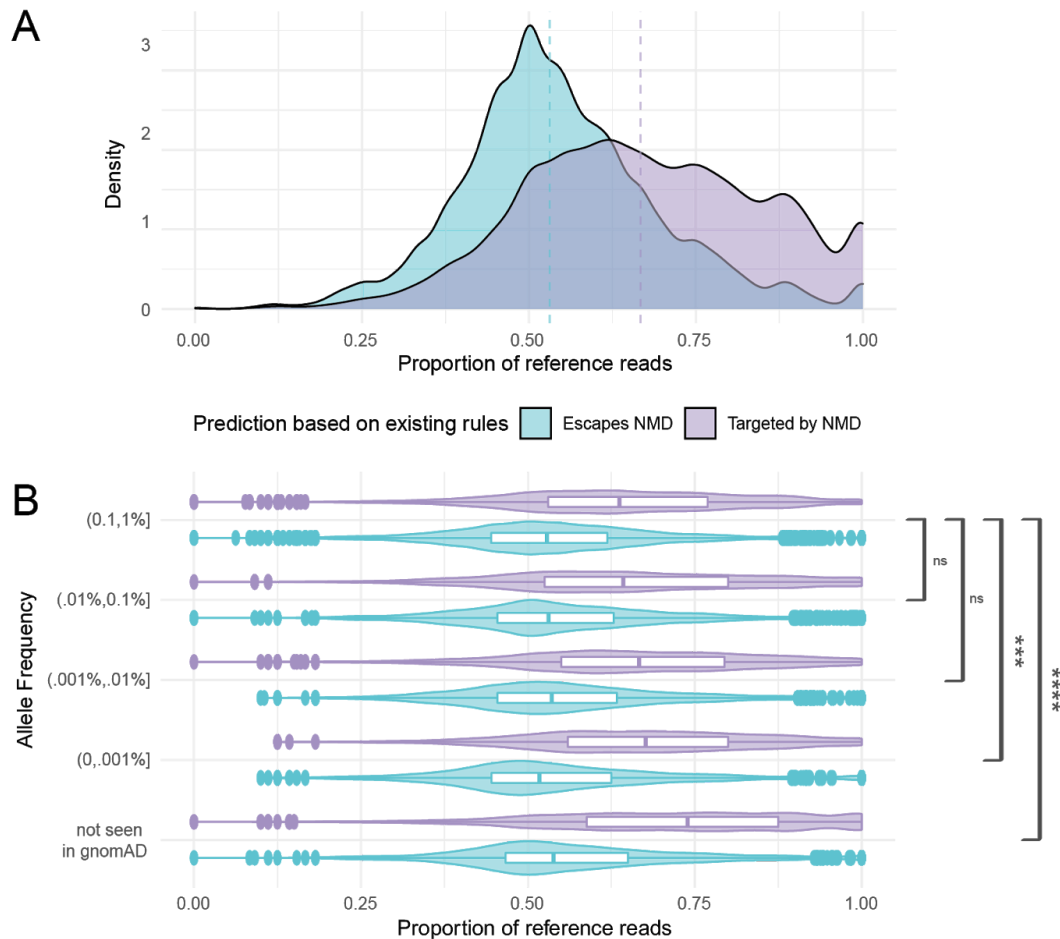 A
3
2
1
0
Density
0.00 0.25 0.50 0.75 1.00
Proportion of reference reads
Prediction based on existing rules Escapes NMD Targeted by NMD
B
Allele Frequency
(0.1,1%]
(.01%,0.1%]
(.001%,.01%]
(0,.001%]
not seen
in gnomAD
ns
ns
***
****
0.00 0.25 0.50 0.75 1.00
Proportion of reference reads